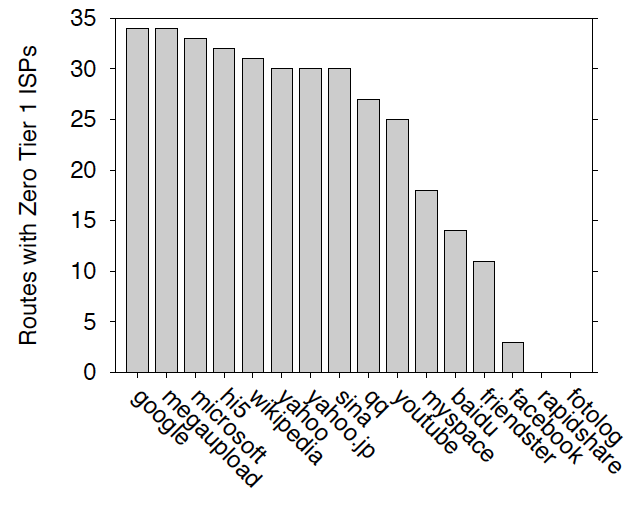 Routes with Zero Tier 1 ISPs
35
30
25
20
15
10
5
0
google
megaupload
microsoft
hi5
wikipedia
yahoo
yahoo.jp
sina
qq
youtube
myspace
baidu
friendster
facebook
rapidshare
fotolog